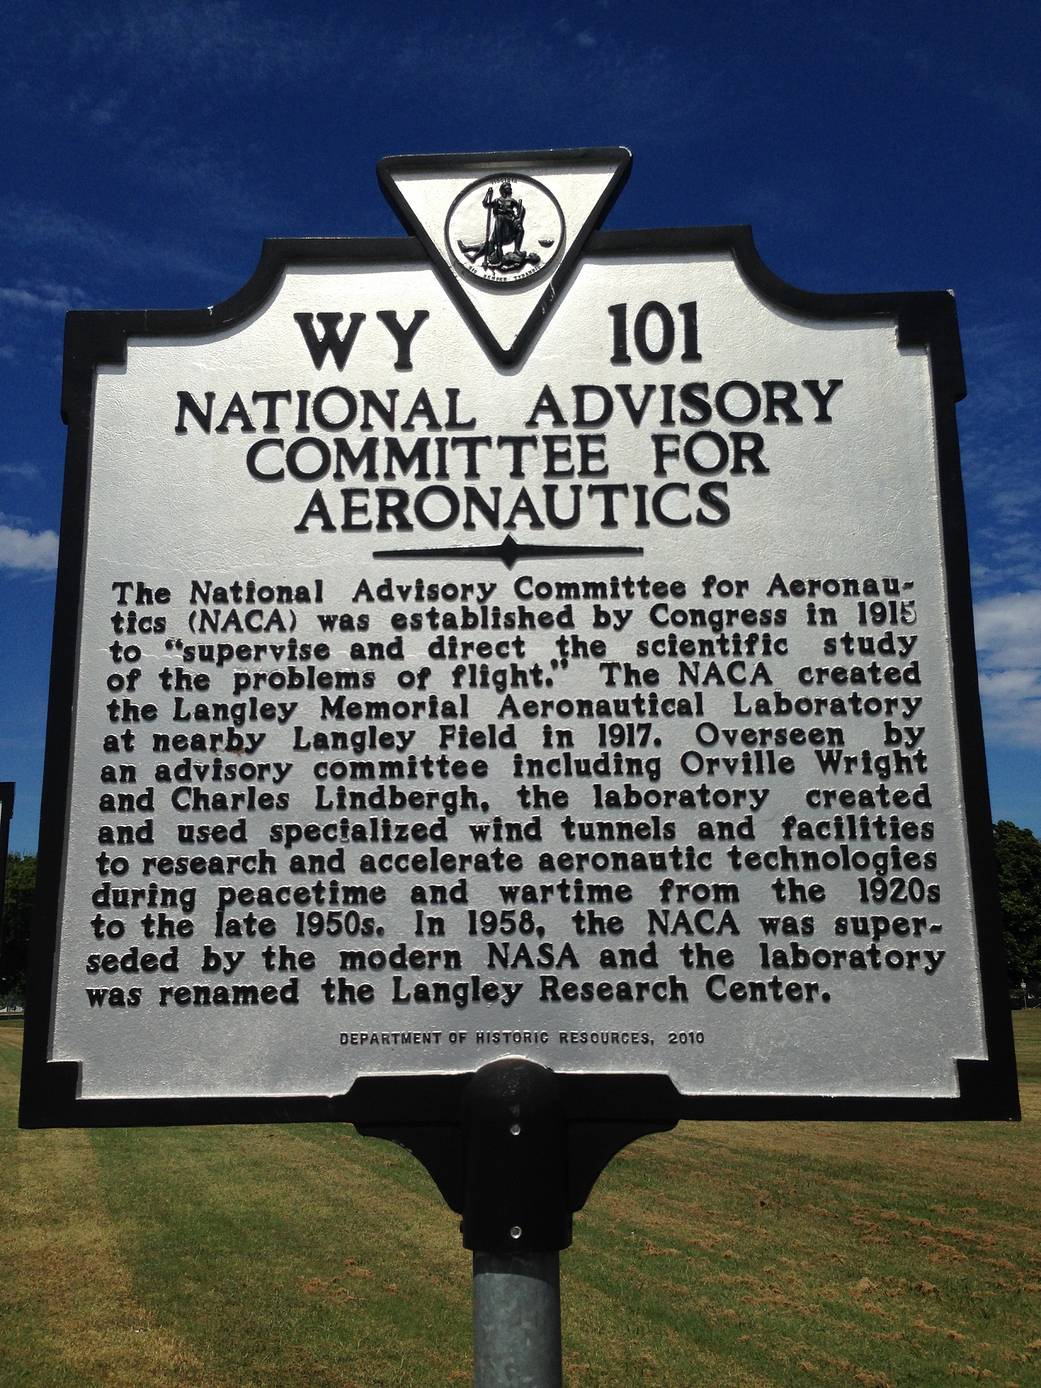 WY 101
NATIONAL ADVISORY
COMMITTEE FOR
AERONAUTICS
The National Advisory Committee for Aeronau-
tics (NACA) was established by Congress in 1915
to “supervise and direct the scientific study
of the problems of flight.” The NACA created
the Langley Memorial Aeronautical Laboratory
at nearby Langley Field in 1917. Overseen by
an advisory committee including Orville Wright
and Charles Lindbergh, the laboratory created
and used specialized wind tunnels and facilities
to research and accelerate aeronautic technologies
during peacetime and wartime from the 1920s
to the late 1950s. In 1958, the NACA was super-
seded by the modern NASA and the laboratory
was renamed the Langley Research Center.
DEPARTMENT OF HISTORIC RESOURCES, 2010